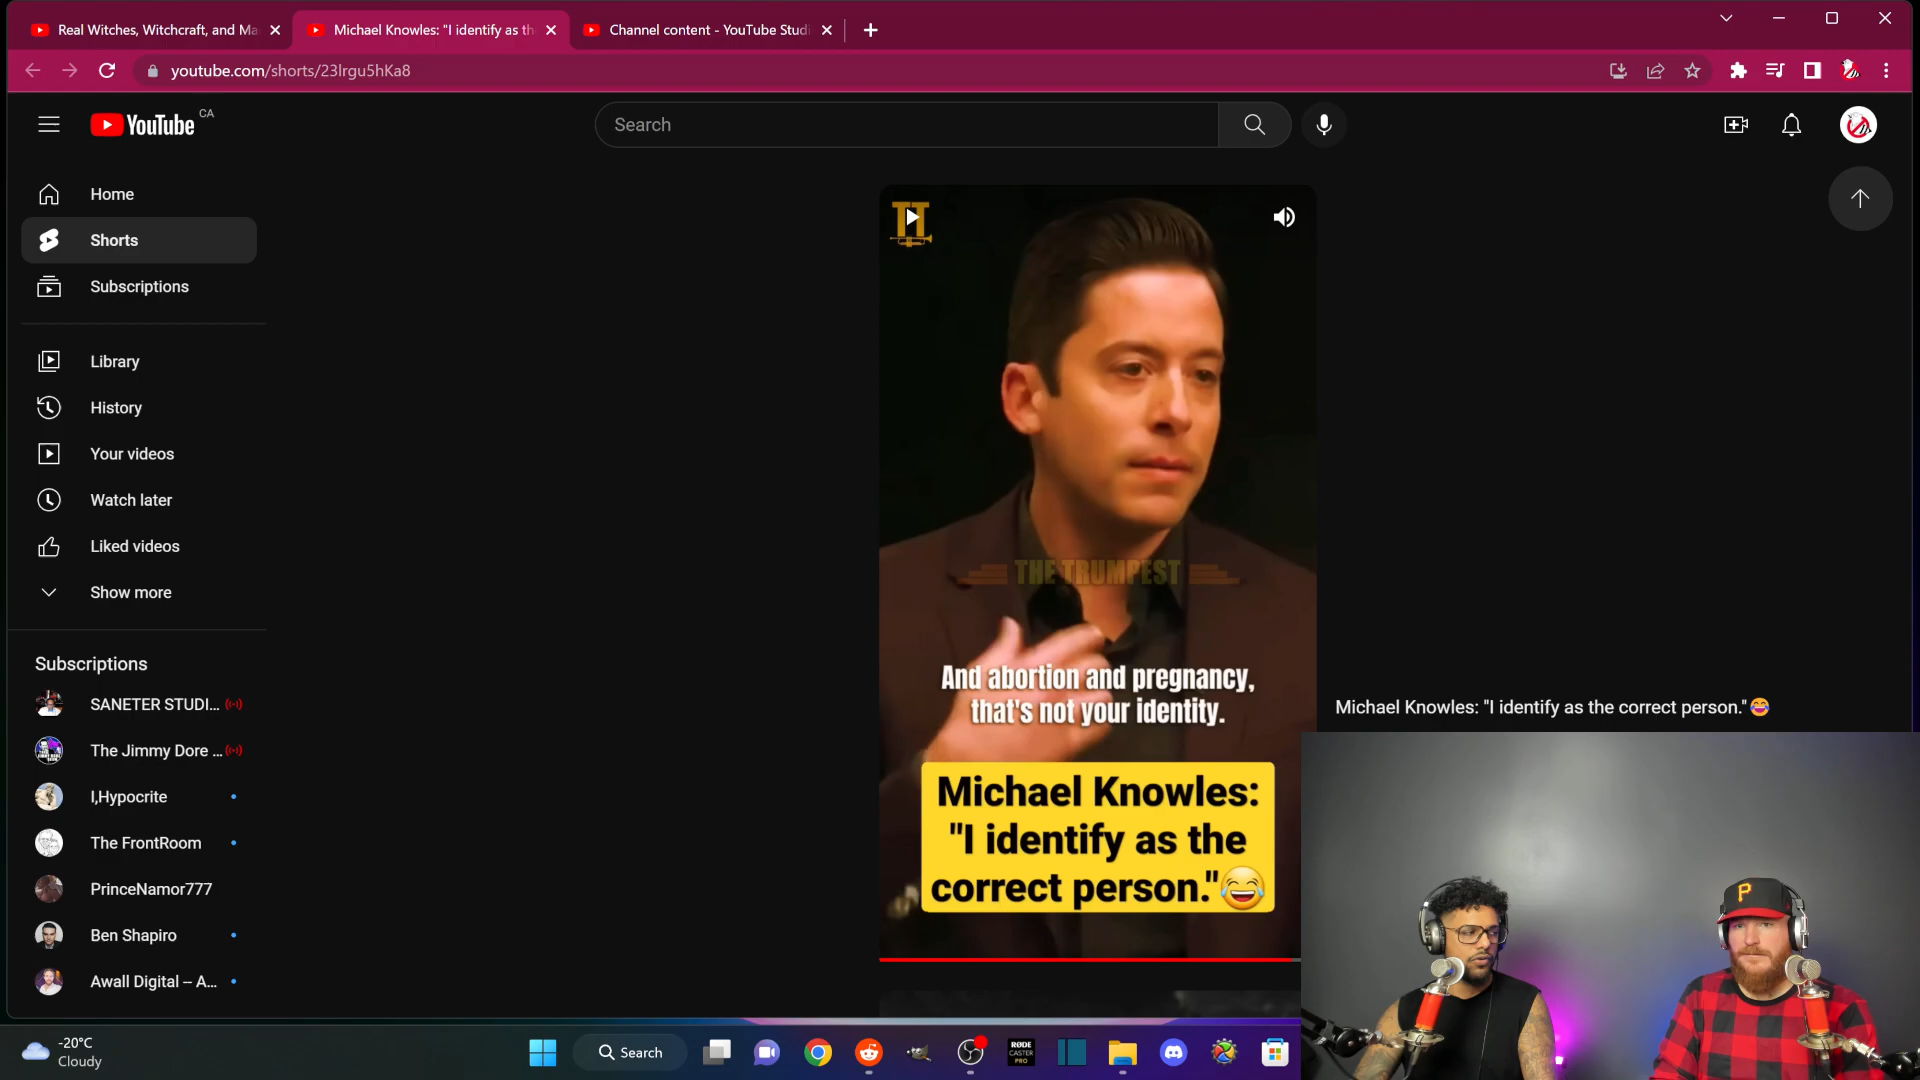 Real Witches, Witchcraft, and Ma
Michael Knowles: "I identify as th
Channel content - YouTube Studi
youtube.com/shorts/23lrgu5hKa8
YouTube
CA
Search
Home
Shorts
Subscriptions
Library
History
Your videos
Watch later
Liked videos
Show more
Subscriptions
SANETER STUDI...
The Jimmy Dore ...
I,Hypocrite
The FrontRoom
PrinceNamor777
Ben Shapiro
Awall Digital -- A...
THE TRUMPEST
And abortion and pregnancy,
that's not your identity.
Michael Knowles:
"I identify as the
correct person."😂
Michael Knowles: "I identify as the correct person."😂
P
-20°C
Cloudy
Search
RØDE
CASTER
PRO